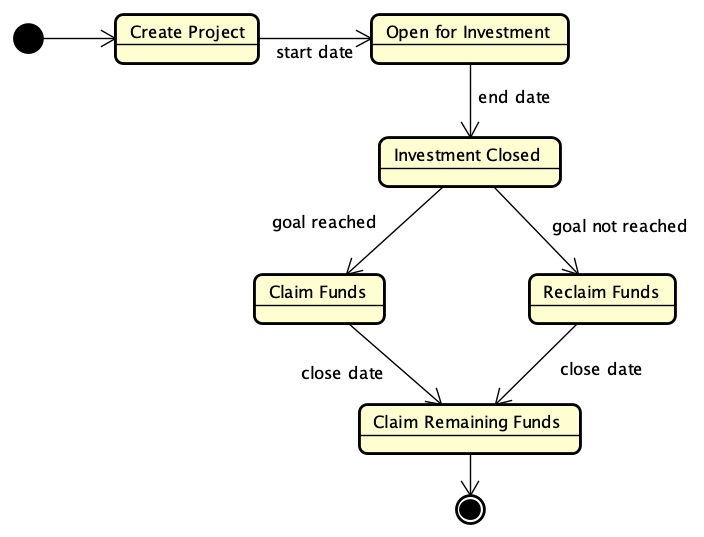 Create Project
start date
Open for Investment
end date
Investment Closed
goal reached
goal not reached
Claim Funds
Reclaim Funds
close date
close date
Claim Remaining Funds